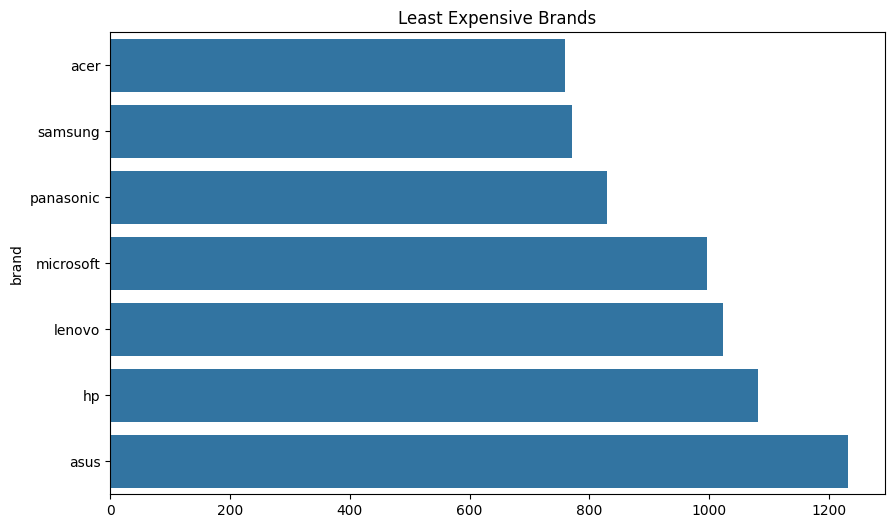 Least Expensive Brands
brand
acer
samsung
panasonic
microsoft
lenovo
hp
asus
0 200 400 600 800 1000 1200